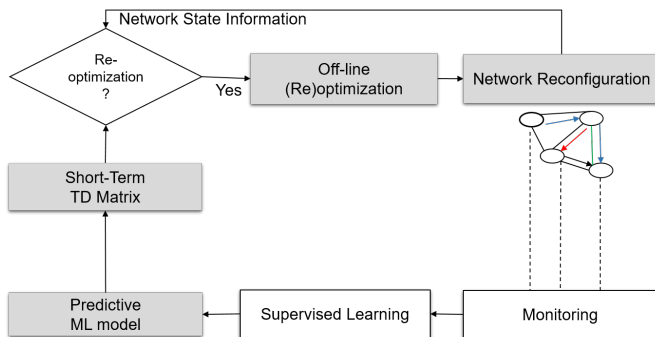 Network State Information
Re-
optimization
?
Yes
Off-line
(Re)optimization
Network Reconfiguration
Short-Term
TD Matrix
Predictive
ML model
Supervised Learning
Monitoring